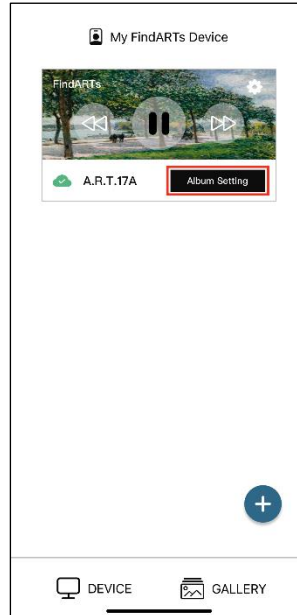 My FindARTs Device
FindARTs
A.R.T.17A
Album Setting
DEVICE
GALLERY